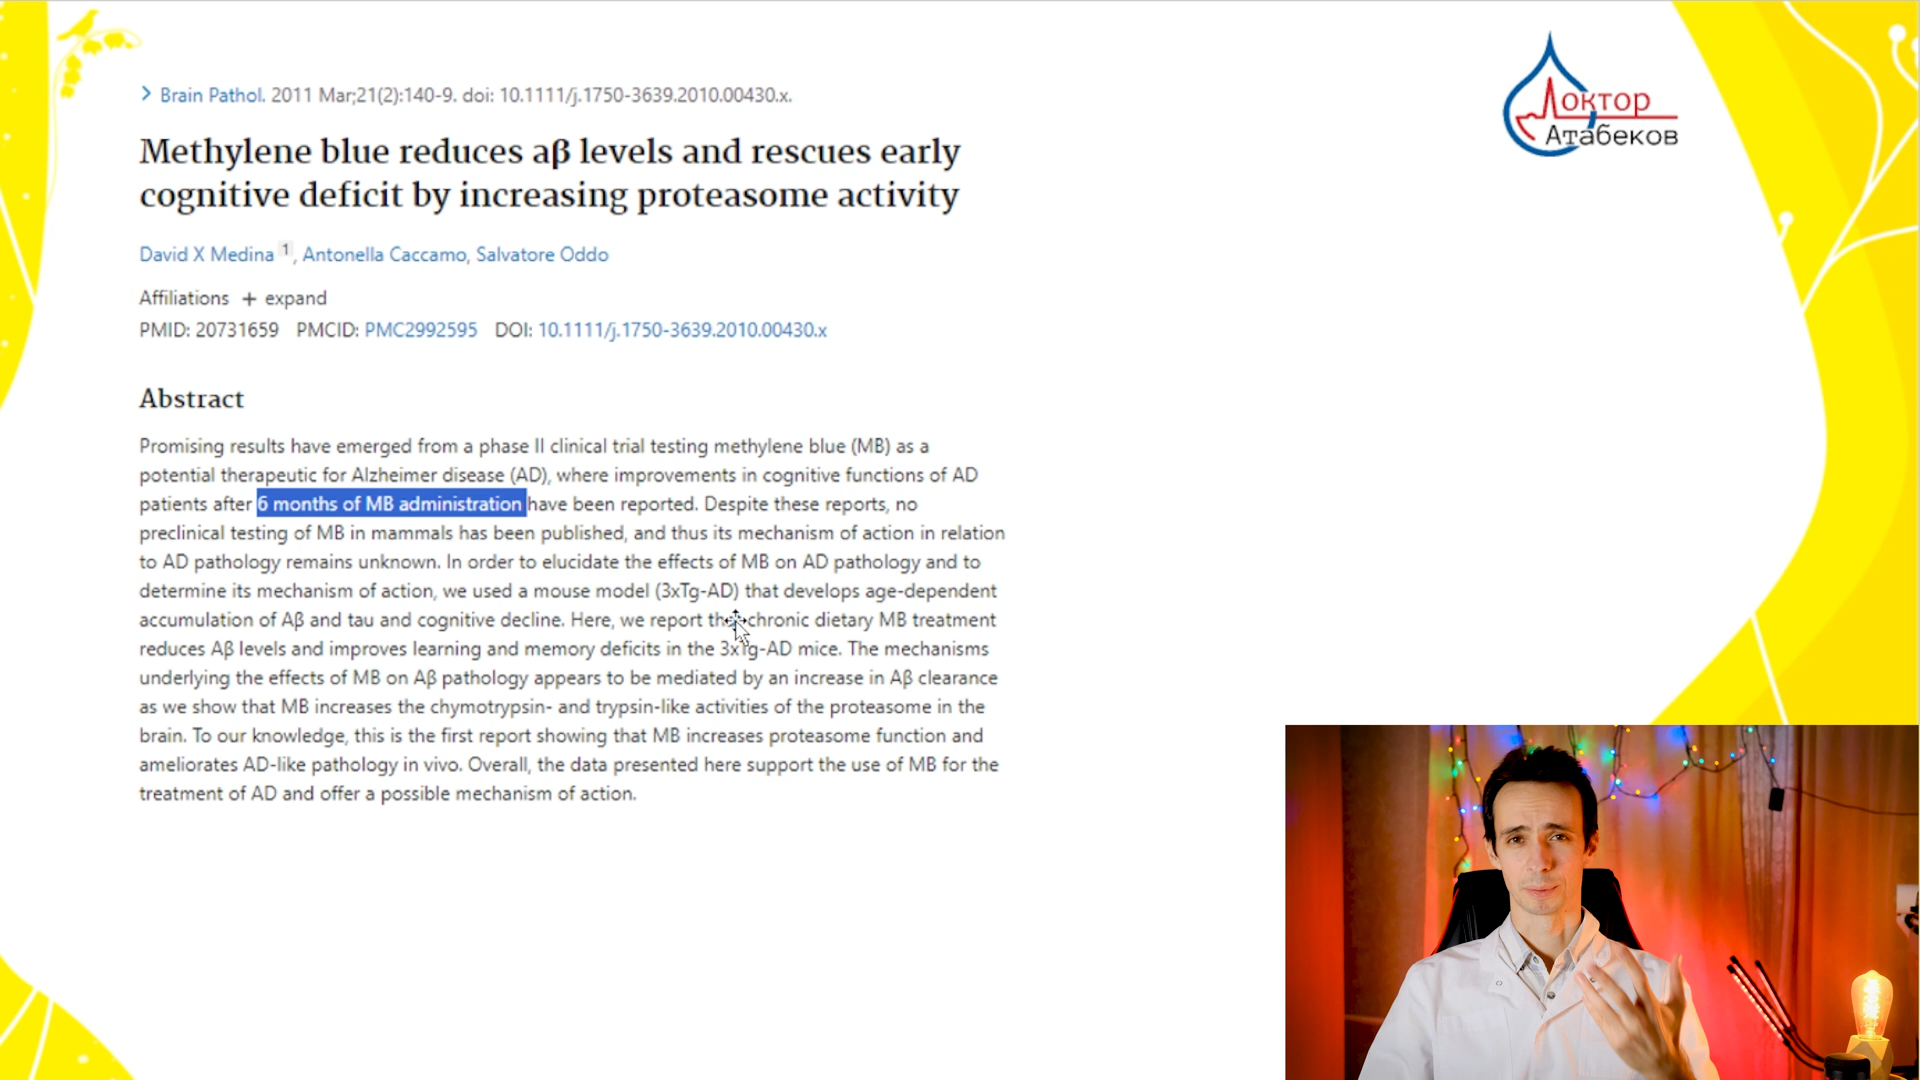 Brain Pathol. 2011 Mar;21(2):140-9. doi: 10.1111/j.1750-3639.2010.00430.x.
Доктор
Атабеков
Methylene blue reduces aβ levels and rescues early
cognitive deficit by increasing proteasome activity
David X Medina 1, Antonella Caccamo, Salvatore Oddo
Affiliations + expand
PMID: 20731659 PMCID: PMC2992595 DOI: 10.1111/j.1750-3639.2010.00430.x
Abstract
Promising results have emerged from a phase II clinical trial testing methylene blue (MB) as a
potential therapeutic for Alzheimer disease (AD), where improvements in cognitive functions of AD
patients after 6 months of MB administration have been reported. Despite these reports, no
preclinical testing of MB in mammals has been published, and thus its mechanism of action in relation
to AD pathology remains unknown. In order to elucidate the effects of MB on AD pathology and to
determine its mechanism of action, we used a mouse model (3xTg-AD) that develops age-dependent
accumulation of Aβ and tau and cognitive decline. Here, we report that chronic dietary MB treatment
reduces Aβ levels and improves learning and memory deficits in the 3xTg-AD mice. The mechanisms
underlying the effects of MB on Aβ pathology appears to be mediated by an increase in Aβ clearance
as we show that MB increases the chymotrypsin- and trypsin-like activities of the proteasome in the
brain. To our knowledge, this is the first report showing that MB increases proteasome function and
ameliorates AD-like pathology in vivo. Overall, the data presented here support the use of MB for the
treatment of AD and offer a possible mechanism of action.